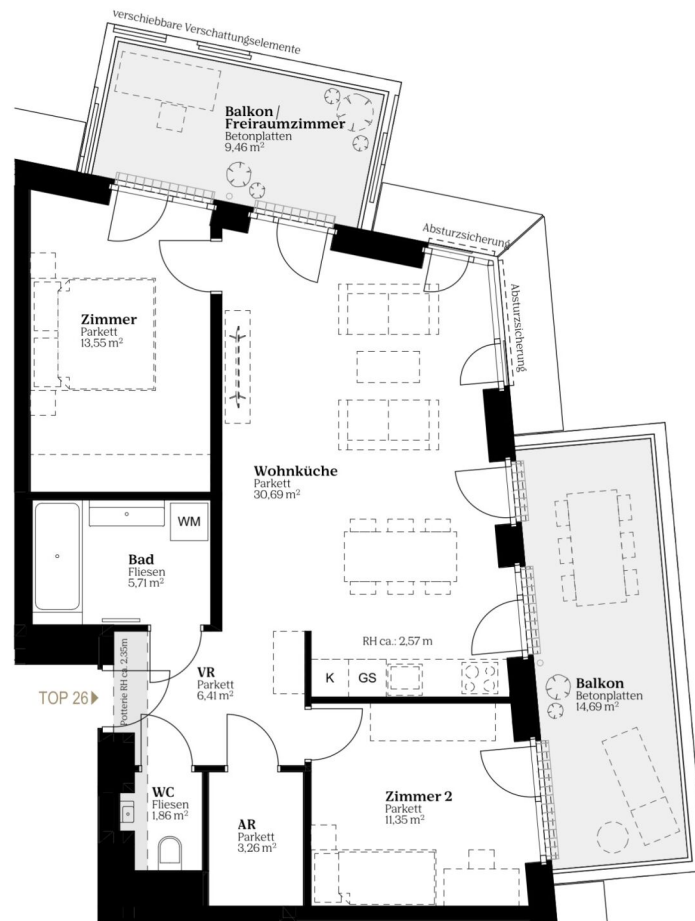 verschiebbare Verschattungselemente
Balkon /
Freiraumzimmer
Betonplatten
9,46 m²
Absturzsicherung
Absturzsicherung
Zimmer
Parkett
13,55 m²
Wohnküche
Parkett
30,69 m²
WM
Bad
Fliesen
5,71 m²
RH ca.: 2,57 m
K
GS
VR
Parkett
6,41 m²
Potterie RH ca. 2,35m
TOP 26
Balkon
Betonplatten
14,69 m²
WC
Fliesen
1,86 m²
AR
Parkett
3,26 m²
Zimmer 2
Parkett
11,35 m²